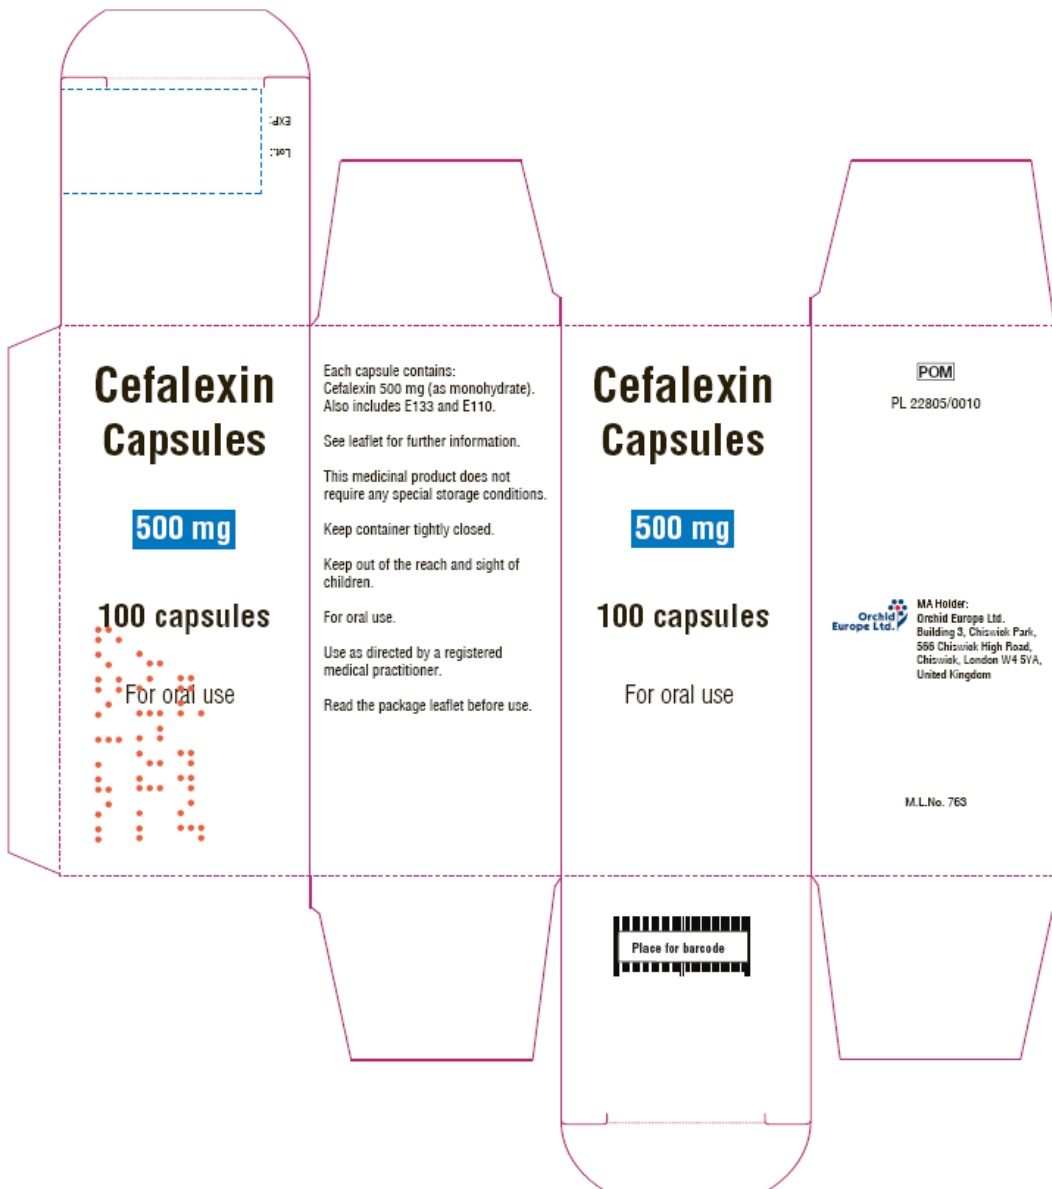 EXP:
Lot.:
Cefalexin
Capsules
500 mg
100 capsules
For oral use
Each capsule contains:
Cefalexin 500 mg (as monohydrate).
Also includes E133 and E110.
See leaflet for further information.
This medicinal product does not
require any special storage conditions.
Keep container tightly closed.
Keep out of the reach and sight of
children.
For oral use.
Use as directed by a registered
medical practitioner.
Read the package leaflet before use.
Cefalexin
Capsules
500 mg
100 capsules
For oral use
POM
PL 22805/0010
Orchid
Europe Ltd.
MA Holder:
Orchid Europe Ltd.
Building 3, Chiswick Park,
566 Chiswick High Road,
Chiswick, London W4 5YA,
United Kingdom
M.L.No. 763
Place for barcode